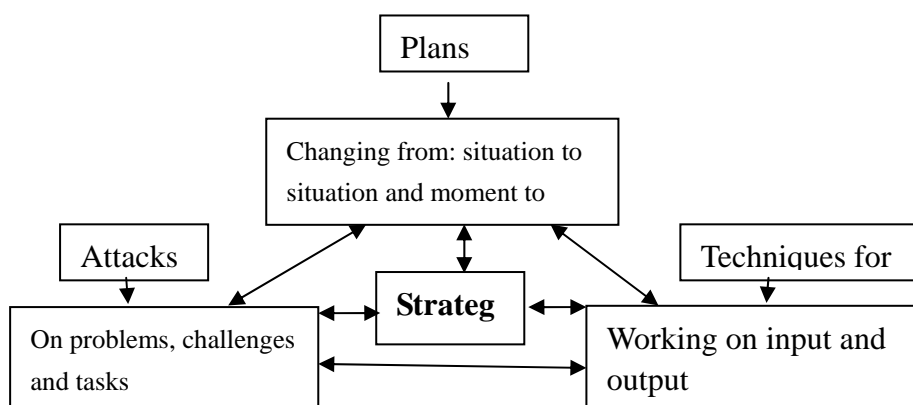 Plans
Changing from: situation to
situation and moment to
Attacks
Techniques for
Strateg
On problems, challenges
and tasks
Working on input and
output